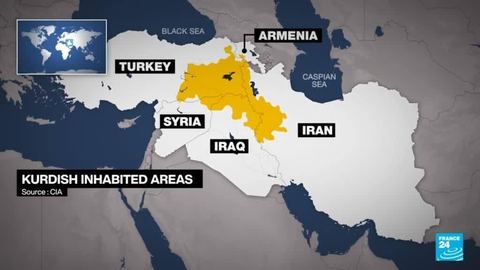 BLACK SEA
ARMENIA
TURKEY
CASPIAN
SEA
SYRIA
IRAN
IRAQ
KURDISH INHABITED AREAS
Source : CIA
FRANCE
24